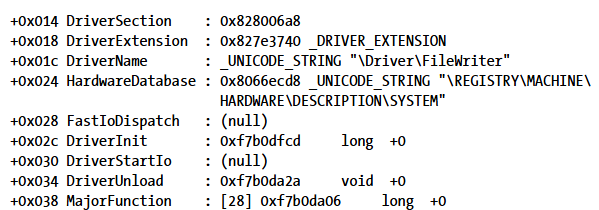 +0x014 DriverSection : 0x828006a8
+0x018 DriverExtension : 0x827e3740 _DRIVER_EXTENSION
+0x01c DriverName : _UNICODE_STRING "\Driver\FileWriter"
+0x024 HardwareDatabase : 0x8066ecd8 _UNICODE_STRING "\REGISTRY\MACHINE\
HARDWARE\DESCRIPTION\SYSTEM"
+0x028 FastIoDispatch : (null)
+0x02c DriverInit : 0xf7b0dfcd long +0
+0x030 DriverStartIo : (null)
+0x034 DriverUnload : 0xf7b0da2a void +0
+0x038 MajorFunction : [28] 0xf7b0da06 long +0